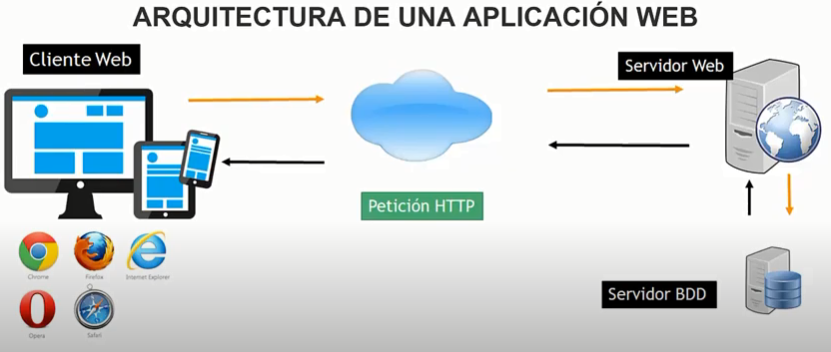 ARQUITECTURA DE UNA APLICACIÓN WEB
Cliente Web
Servidor Web
Petición HTTP
Chrome
Firefox
Internet Explorer
Opera
Safari
Servidor BDD